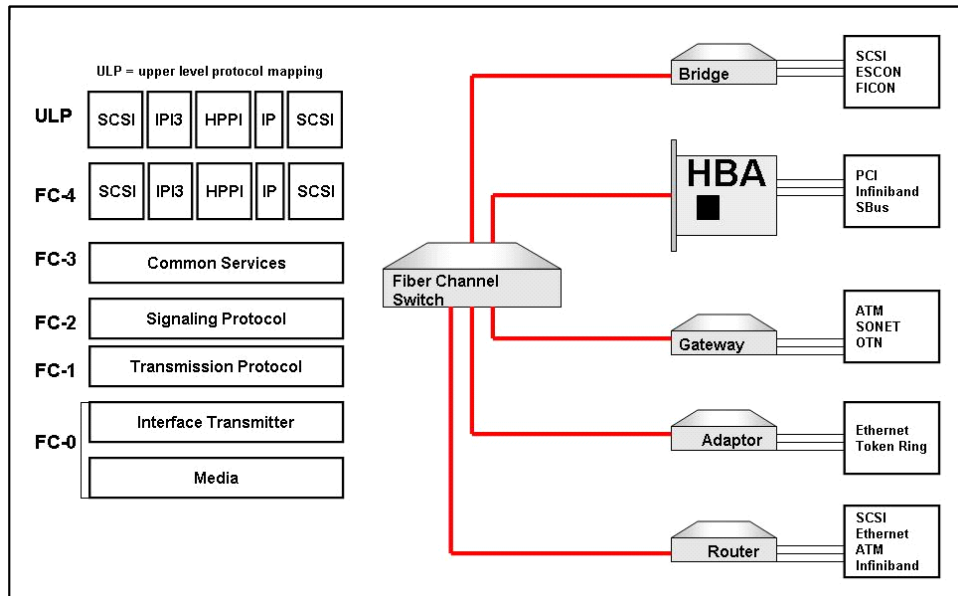 ULP = upper level protocol mapping
ULP
SCSI IPI3 HPPI IP SCSI
FC-4
SCSI IPI3 HPPI IP SCSI
FC-3
Common Services
FC-2
Signaling Protocol
FC-1
Transmission Protocol
FC-0
Interface Transmitter
Media
Fiber Channel
Switch
Bridge
SCSI
ESCON
FICON
HBA
PCI
Infiniband
SBus
Gateway
ATM
SONET
OTN
Adaptor
Ethernet
Token Ring
Router
SCSI
Ethernet
ATM
Infiniband